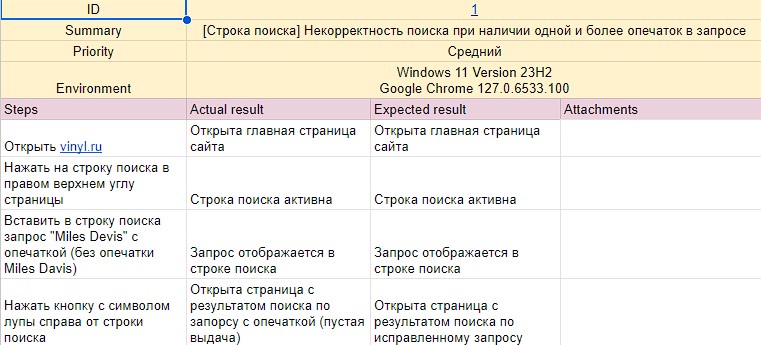 ID 1
Summary [Строка поиска] Некорректность поиска при наличии одной и более опечаток в запросе
Priority Средний
Windows 11 Version 23H2
Environment Google Chrome 127.0.6533.100
Steps Actual result Expected result Attachments
Открыть vinyl.ru
Открыта главная страница
сайта
Открыта главная страница
сайта
Нажать на строку поиска в
правом верхнем углу
страницы
Строка поиска активна
Строка поиска активна
Вставить в строку поиска
запрос "Miles Devis" с
опечаткой (без опечатки
Miles Davis)
Запрос отображается в
строке поиска
Запрос отображается в
строке поиска
Нажать кнопку с символом
лупы справа от строки
поиска
Открыта страница с
результатом поиска по
запорсу с опечаткой (пустая
выдача)
Открыта страница с
результатом поиска по
исправленному запросу